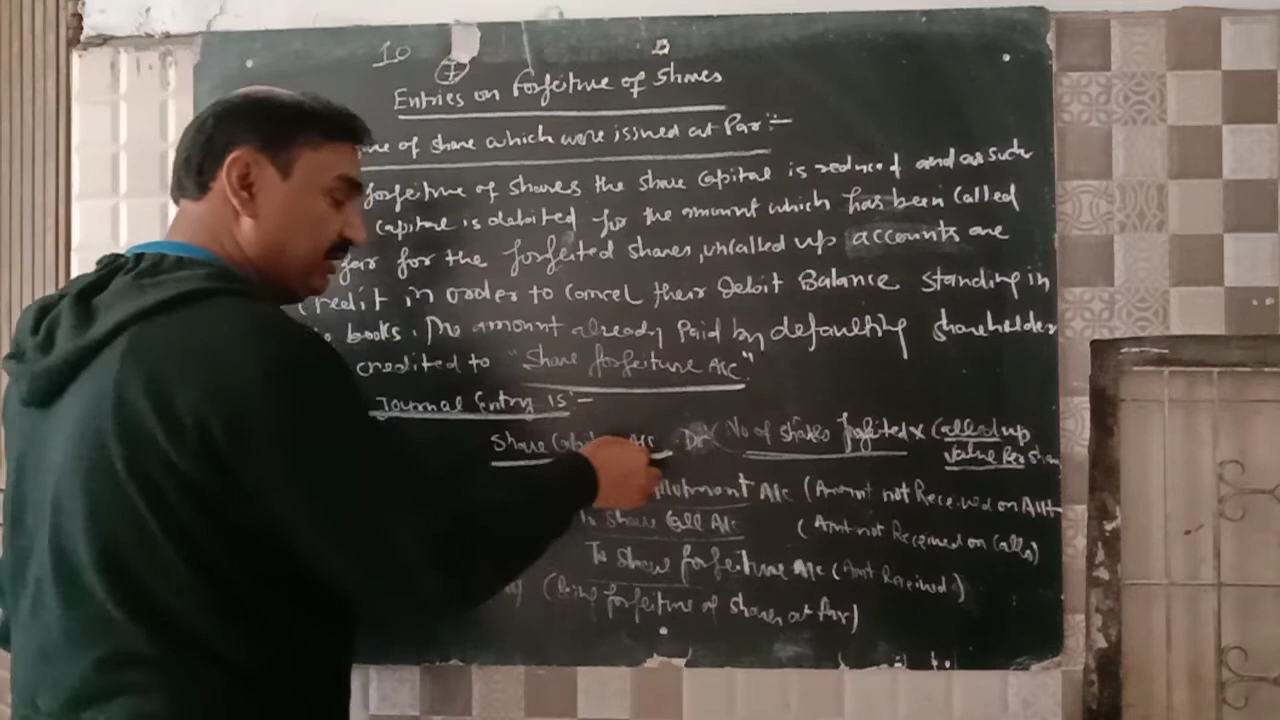 10
I
Entries on forfeiture of Shares
of share which were issued at Par:-
forfeiture of shares the share Capital is reduced and as such
capital is debited for the amount which has been Called
far for the forfeited shares, uncalled up accounts are
credit in order to Cancel their Debit Balance standing in
books. The amount already Paid by defaulting shareholder
credited to "Share forfeiture A/C"
Journal Entry is:-
Share A/C Dr (No of shares forfeited x Called up
Value Per Share
Allotment A/c (Amount not Received on Allt
To Share Call A/c (Amt not Received on Calls)
To Share forfeiture A/c (Amt Received)
(Being forfeiture of shares at Par)